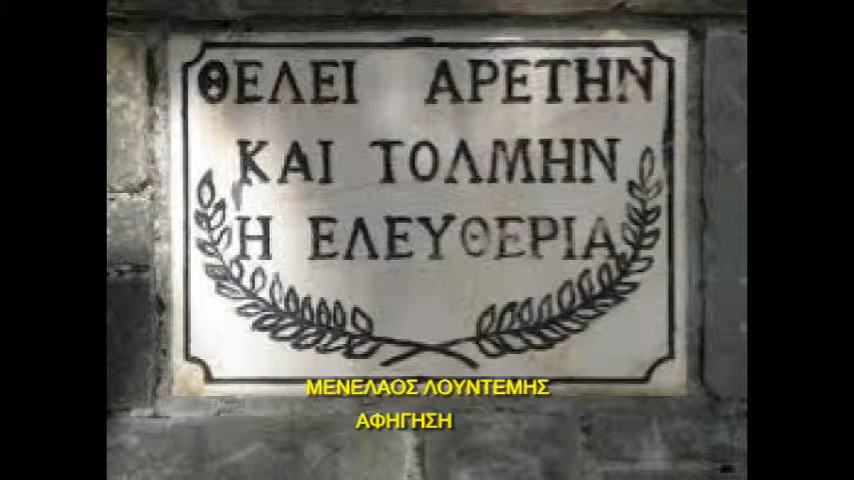 ΘΕΛΕΙ ΑΡΕΤΗΝ
ΚΑΙ ΤΟΛΜΗΝ
Η ΕΛΕΥΘΕΡΙΑ
ΜΕΝΕΛΑΟΣ ΛΟΥΝΤΕΜΗΣ
ΑΦΗΓΗΣΗ